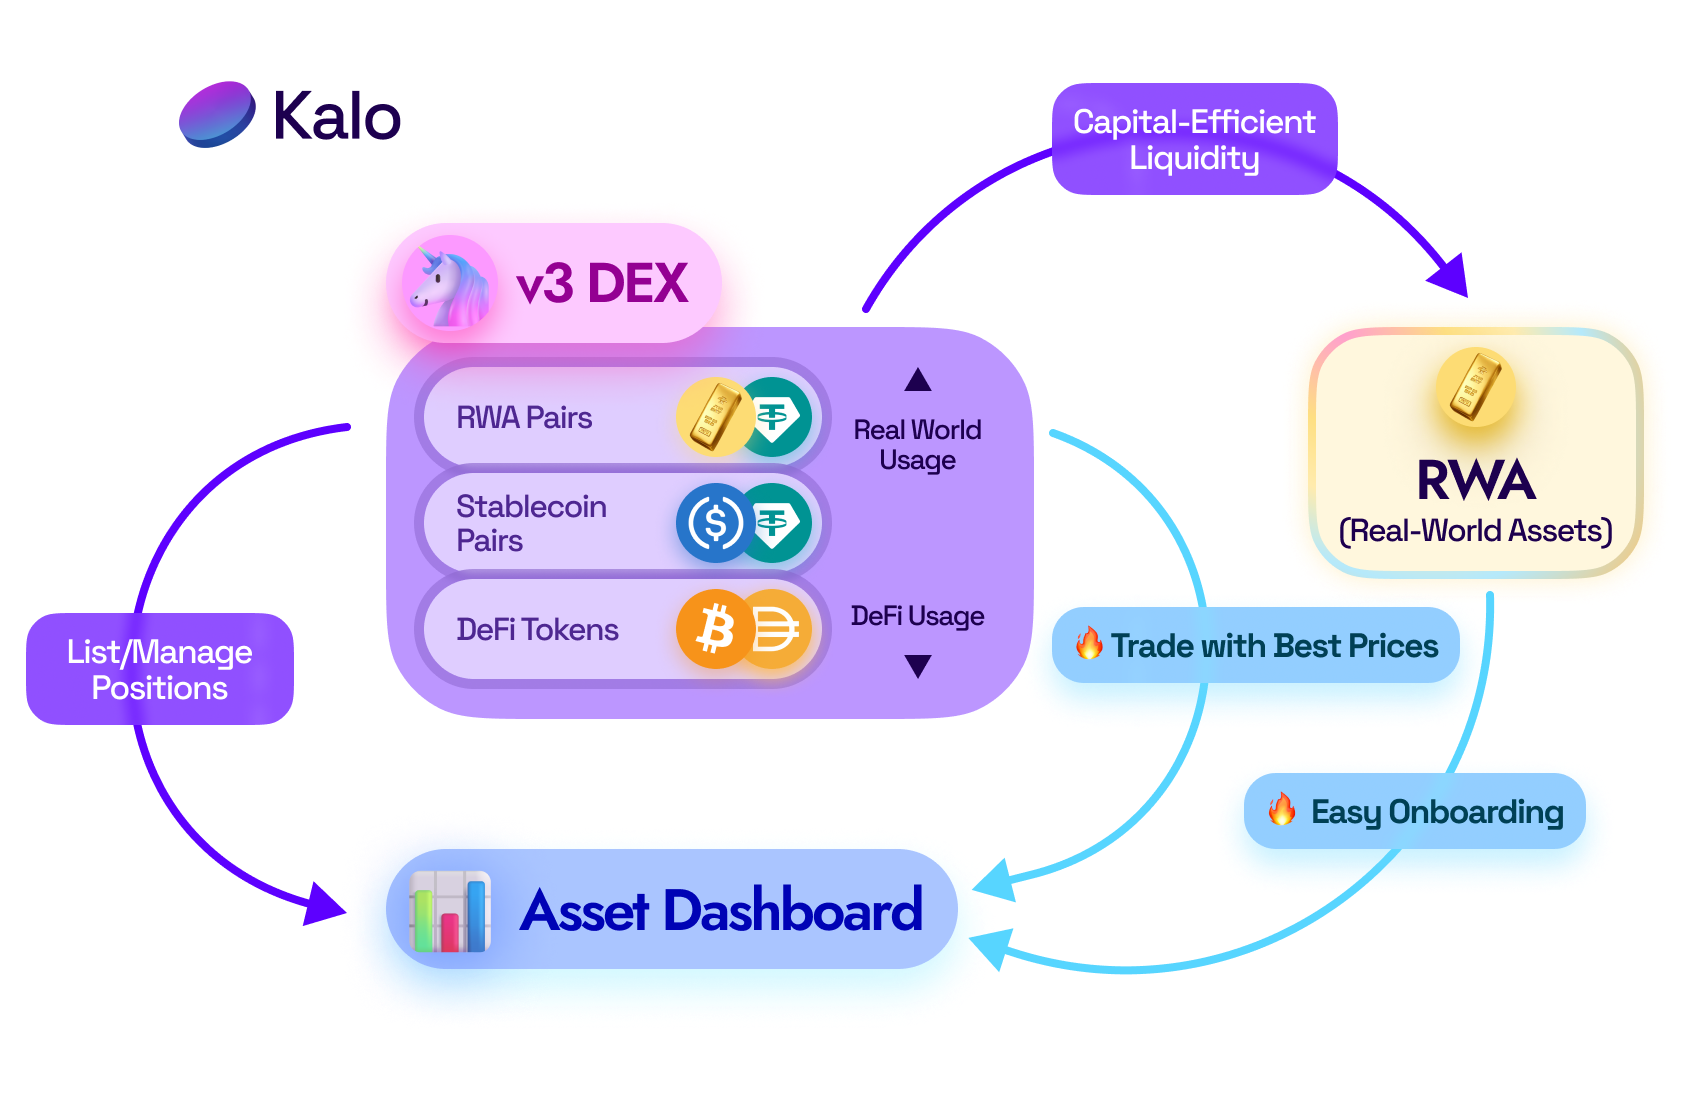 Kalo
Capital-Efficient
Liquidity
v3 DEX
RWA Pairs
Real World
Usage
Stablecoin
Pairs
DeFi Tokens
DeFi Usage
RWA
(Real-World Assets)
List/Manage
Positions
Trade with Best Prices
Easy Onboarding
Asset Dashboard